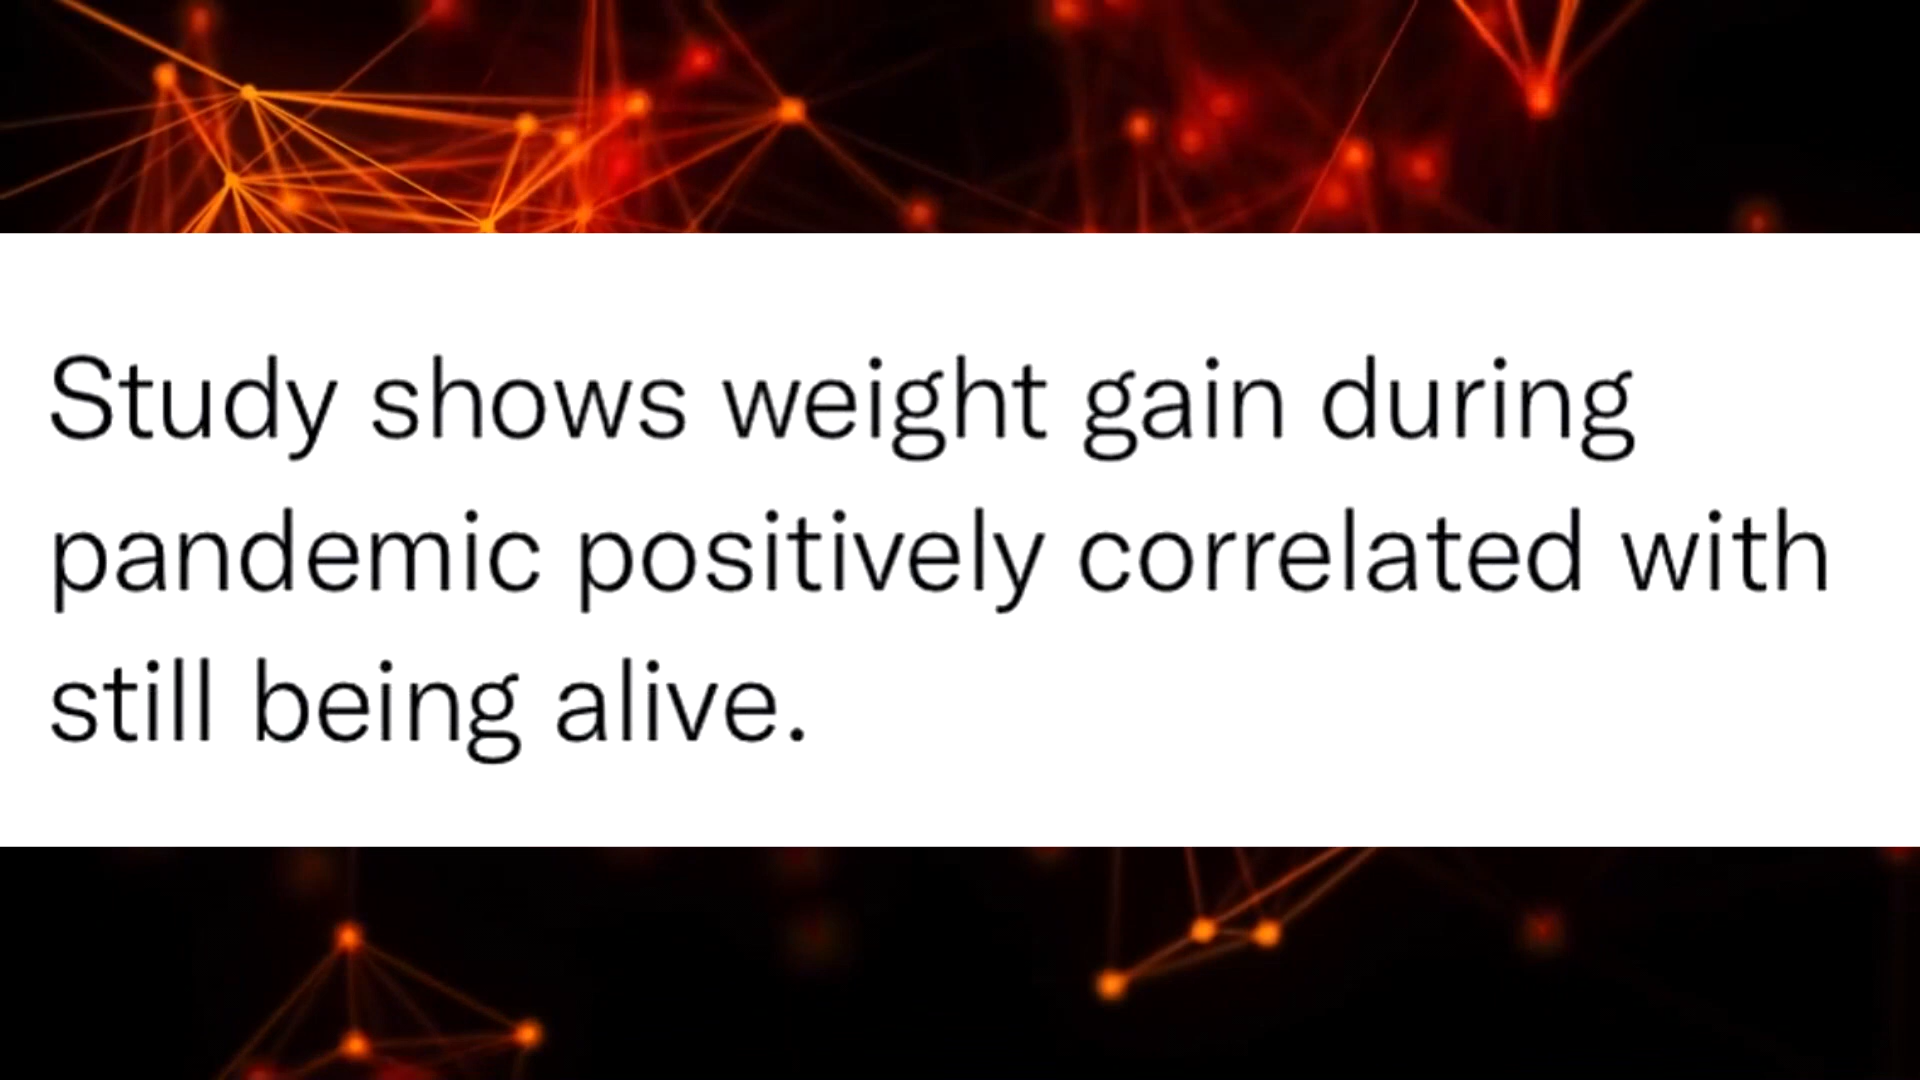 Study shows weight gain during
pandemic positively correlated with
still being alive.